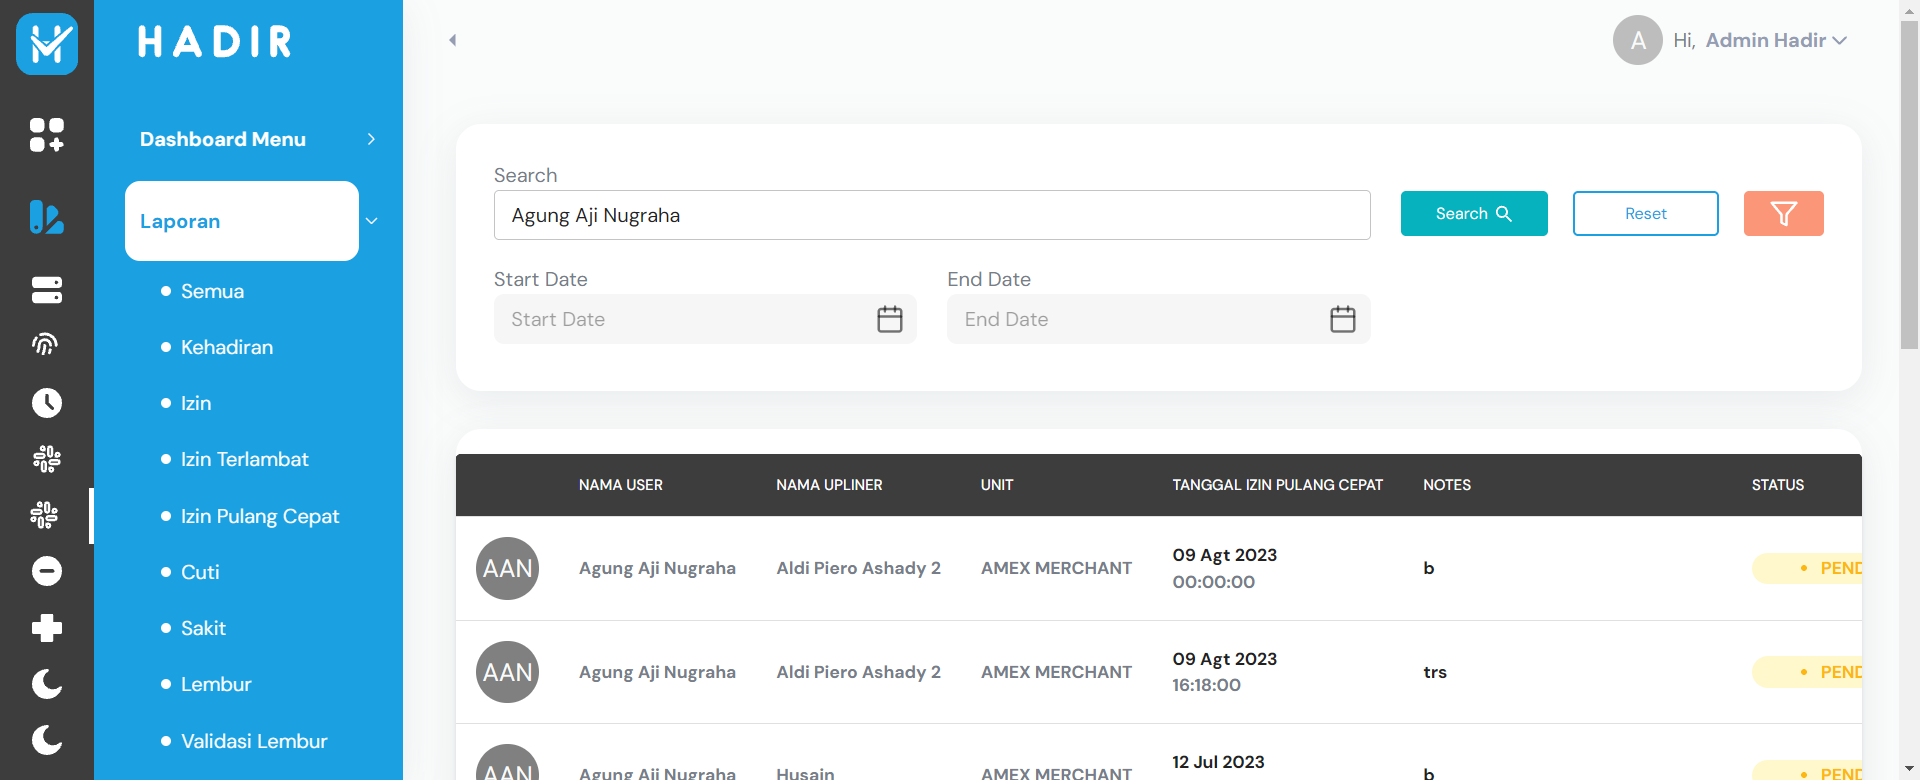 HADIR
Hi, Admin Hadir
A
Dashboard Menu
Laporan
Semua
Kehadiran
Izin
Izin Terlambat
Izin Pulang Cepat
Cuti
Sakit
Lembur
Validasi Lembur
Search
Agung Aji Nugraha
Search
Reset
Start Date
End Date
Start Date
End Date
NAMA USER NAMA UPLINER UNIT TANGGAL IZIN PULANG CEPAT NOTES STATUS
AAN Agung Aji Nugraha Aldi Piero Ashady 2 AMEX MERCHANT 09 Agt 2023 b PEND
00:00:00
AAN Agung Aji Nugraha Aldi Piero Ashady 2 AMEX MERCHANT 09 Agt 2023 trs PEND
16:18:00
AAN Agung Aji Nugraha Husain AMEX MERCHANT 12 Jul 2023 b PEND